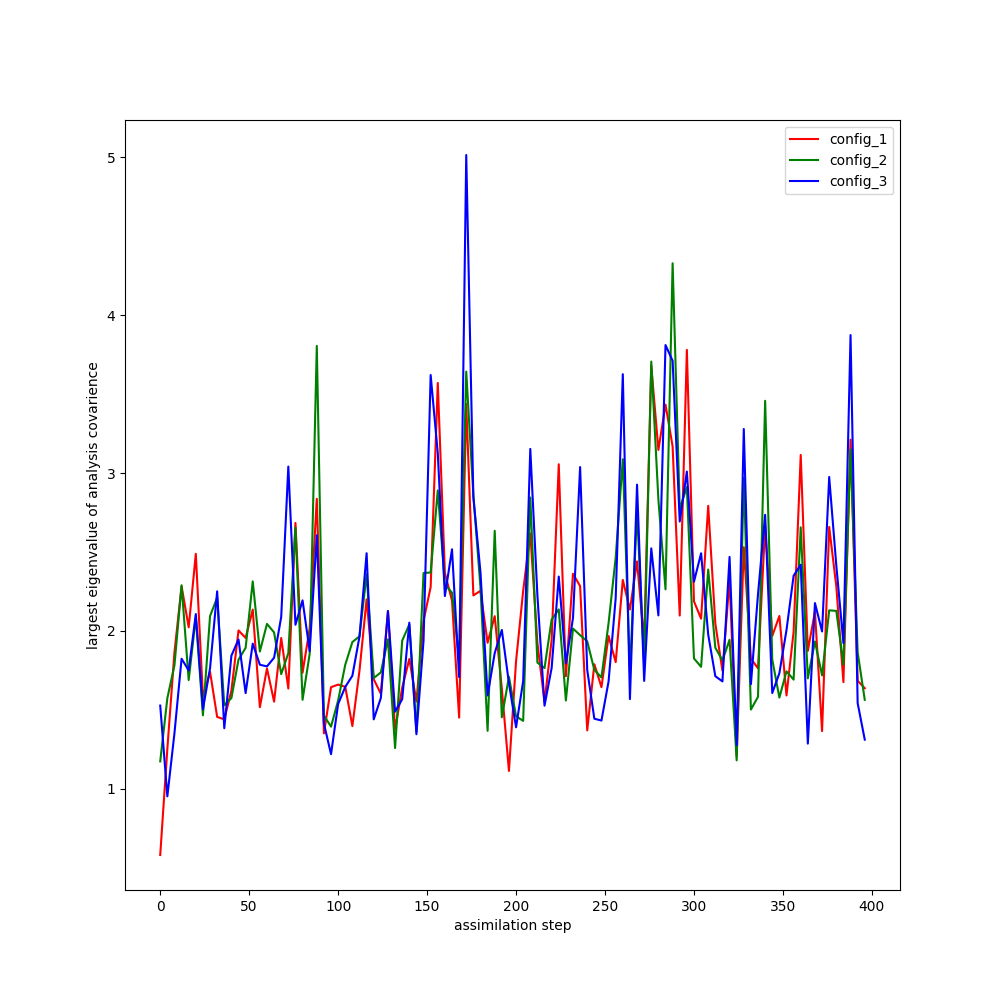 config_1
config_2
config_3
5
4
3
2
1
largest eigenvalue of analysis covarience
0 50 100 150 200 250 300 350 400
assimilation step